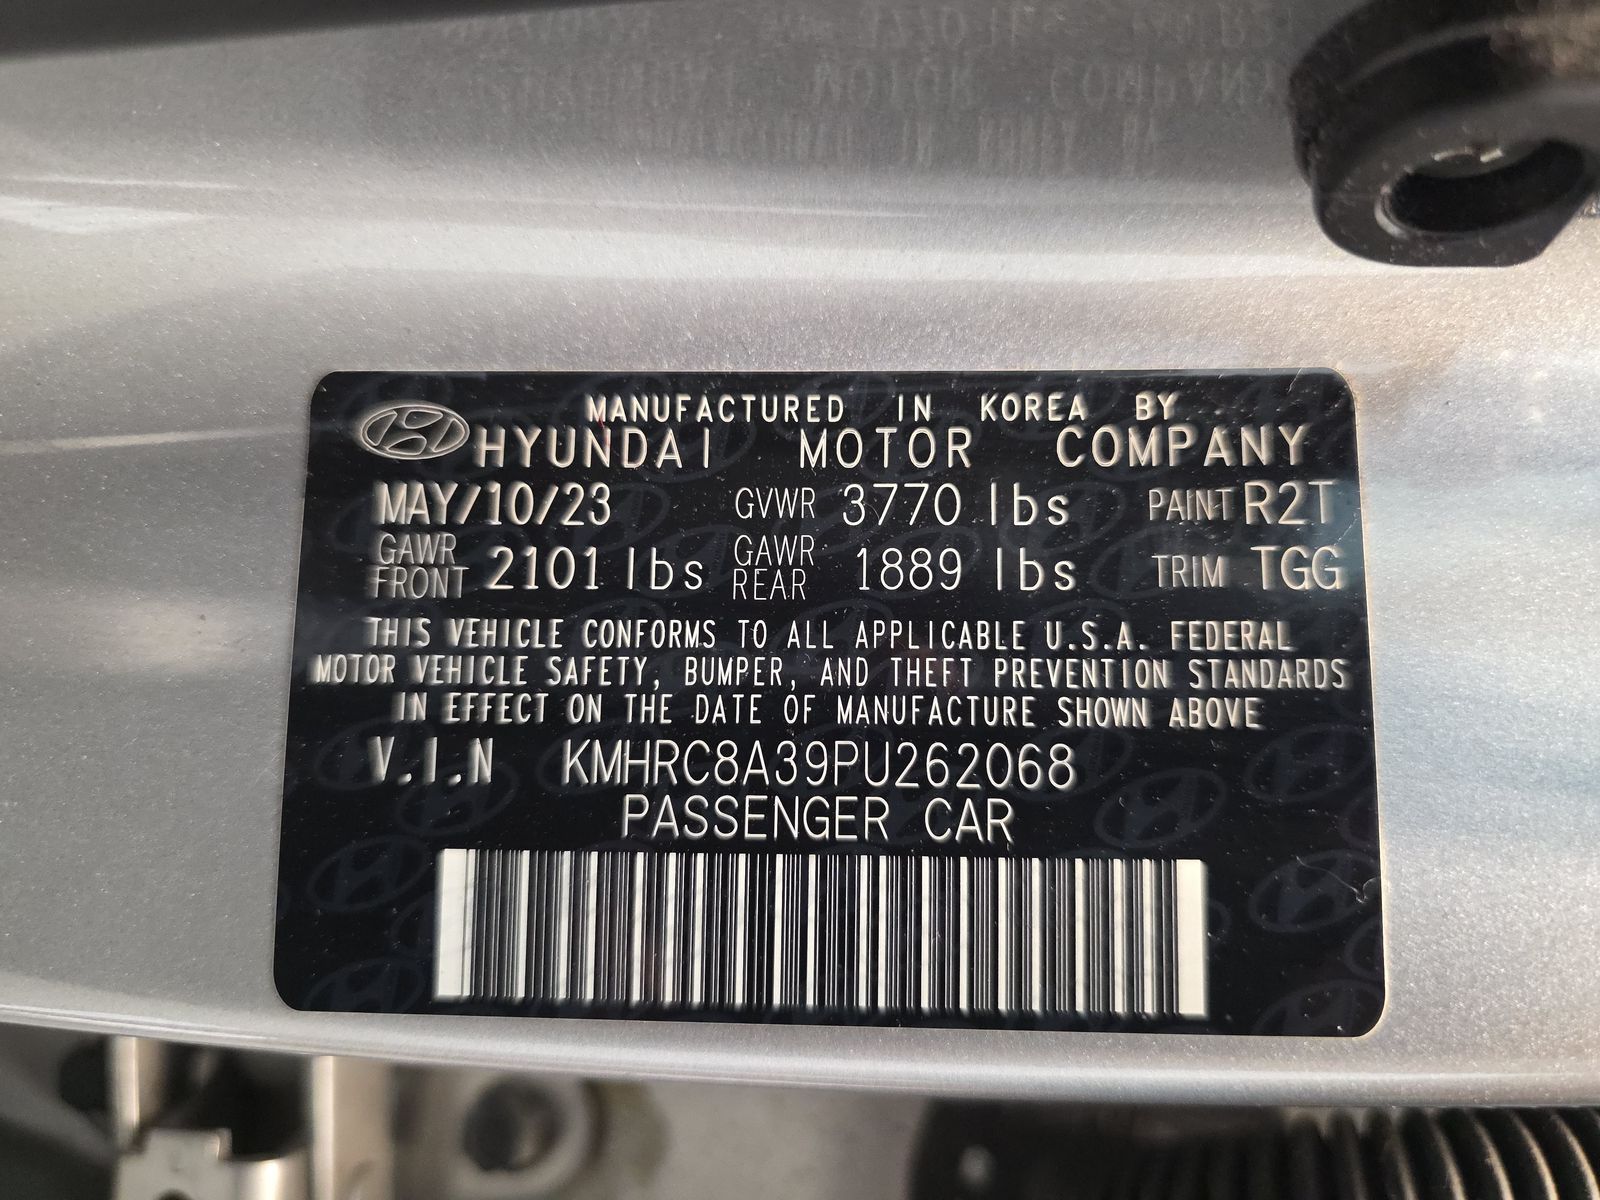 MANUFACTURED IN KOREA BY
HYUNDAI MOTOR COMPANY
MAY/10/23 GVWR 3770 lbs PAINT R2T
GAWR FRONT 2101 lbs GAWR REAR 1889 lbs TRIM TGG
THIS VEHICLE CONFORMS TO ALL APPLICABLE U.S.A. FEDERAL
MOTOR VEHICLE SAFETY, BUMPER, AND THEFT PREVENTION STANDARDS
IN EFFECT ON THE DATE OF MANUFACTURE SHOWN ABOVE
V.I.N KMHRC8A39PU262068
PASSENGER CAR